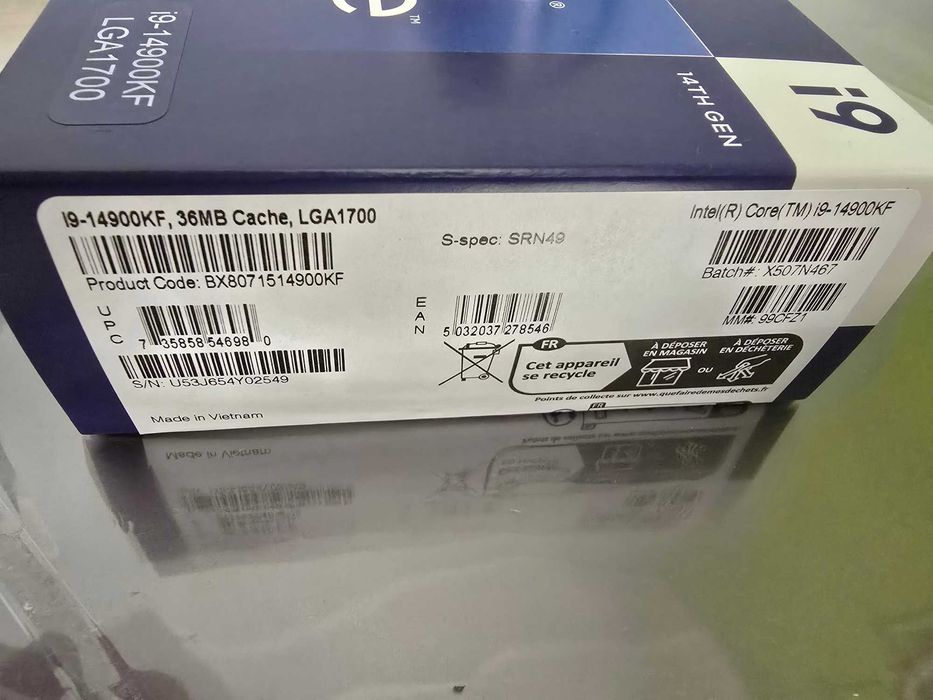 e™
®
i9-14900KF
LGA1700
14TH GEN
i9
I9-14900KF, 36MB Cache, LGA1700
Product Code: BX8071514900KF
UPC
7 35858 54698 0
S/N: U53J654Y02549
Made in Vietnam
S-spec: SRN49
EAN
5 032037 278546
Intel(R) Core(TM) i9-14900KF
Batch#: X507N467
MM#: 99CFZ1
FR
Cet appareil
se recycle
À DÉPOSER
EN MAGASIN
OU
À DÉPOSER
EN DÉCHÈTERIE
Points de collecte sur www.quefairedemesdechets.fr